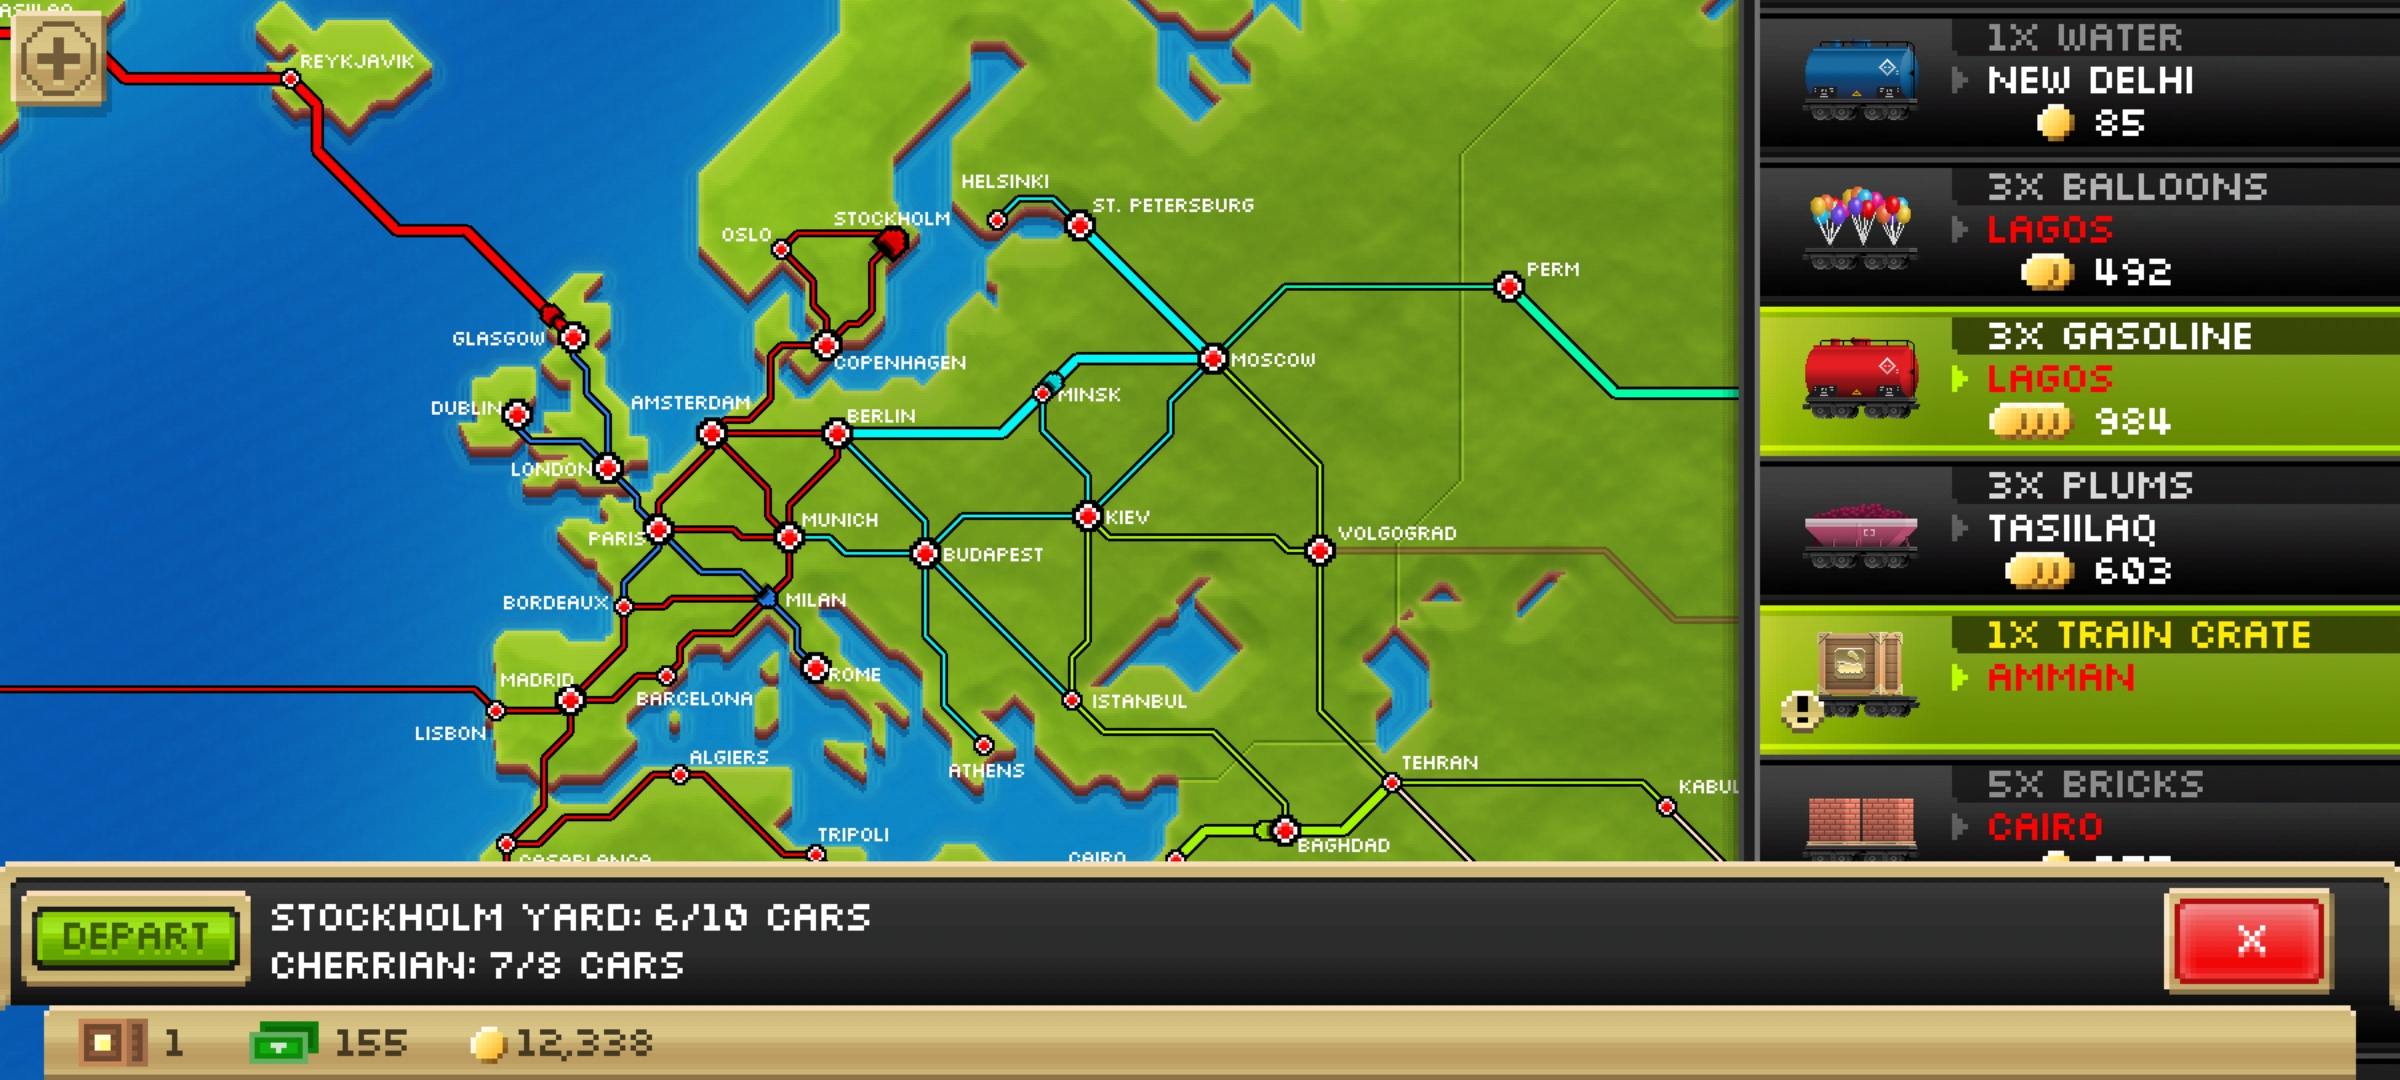 REYKJAVIK
HELSINKI
ST. PETERSBURG
STOCKHOLM
OSLO
PERM
GLASGOW
COPENHAGEN
MOSCOW
MINSK
DUBLIN
AMSTERDAM
BERLIN
LONDON
MUNICH
KIEV
PARIS
BUDAPEST
VOLGOGRAD
BORDEAUX
MILAN
MADRID
ROME
BARCELONA
ISTANBUL
LISBON
ALGIERS
ATHENS
TEHRAN
KABUL
TRIPOLI
BAGHDAD
CASABLANCA
CAIRO
1X WATER
NEW DELHI
85
3X BALLOONS
LAGOS
492
3X GASOLINE
LAGOS
984
3X PLUMS
TASIILAQ
603
1X TRAIN CRATE
AMMAN
5X BRICKS
CAIRO
DEPART
STOCKHOLM YARD: 6/10 CARS
CHERRIAN: 7/8 CARS
X
1
155
12,338